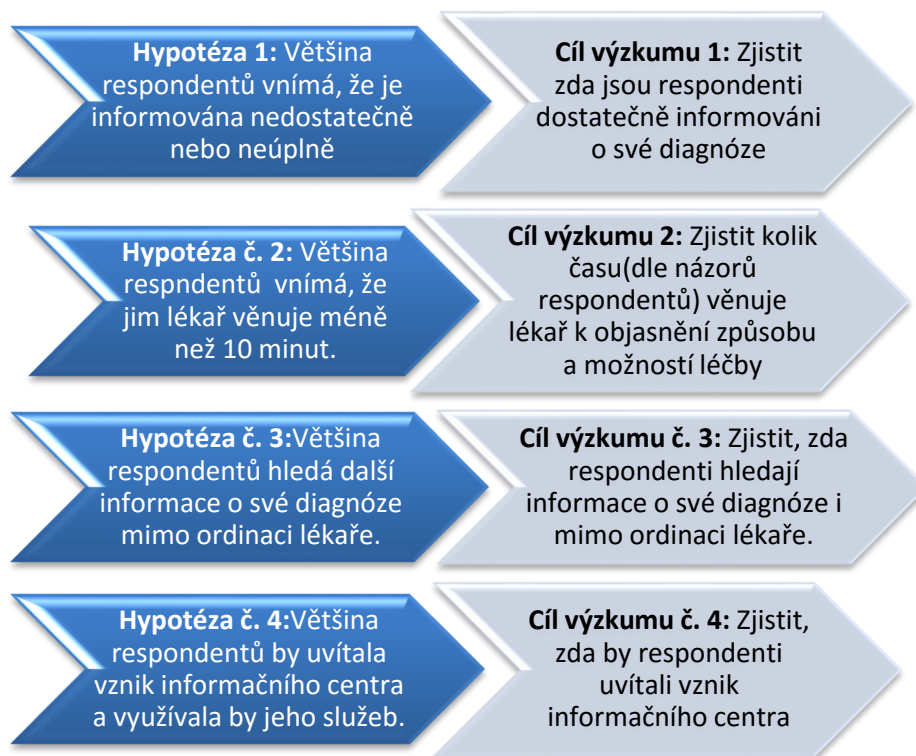 Hypotéza 1: Většina
respondentů vnímá, že je
informována nedostatečně
nebo neúplně
Cíl výzkumu 1: Zjistit
zda jsou respondenti
dostatečně informováni
o své diagnóze
Hypotéza č. 2: Většina
respndentů vnímá, že
jim lékař věnuje méně
než 10 minut.
Cíl výzkumu 2: Zjistit kolik
času(dle názorů
respondentů) věnuje
lékař k objasnění způsobu
a možností léčby
Hypotéza č. 3:Většina
respondentů hledá další
informace o své diagnóze
mimo ordinaci lékaře.
Cíl výzkumu č. 3: Zjistit, zda
respondenti hledají
informace o své diagnóze i
mimo ordinaci lékaře.
Hypotéza č. 4:Většina
respondentů by uvítala
vznik informačního centra
a využívala by jeho služeb.
Cíl výzkumu č. 4: Zjistit,
zda by respondenti
uvítali vznik
informačního centra